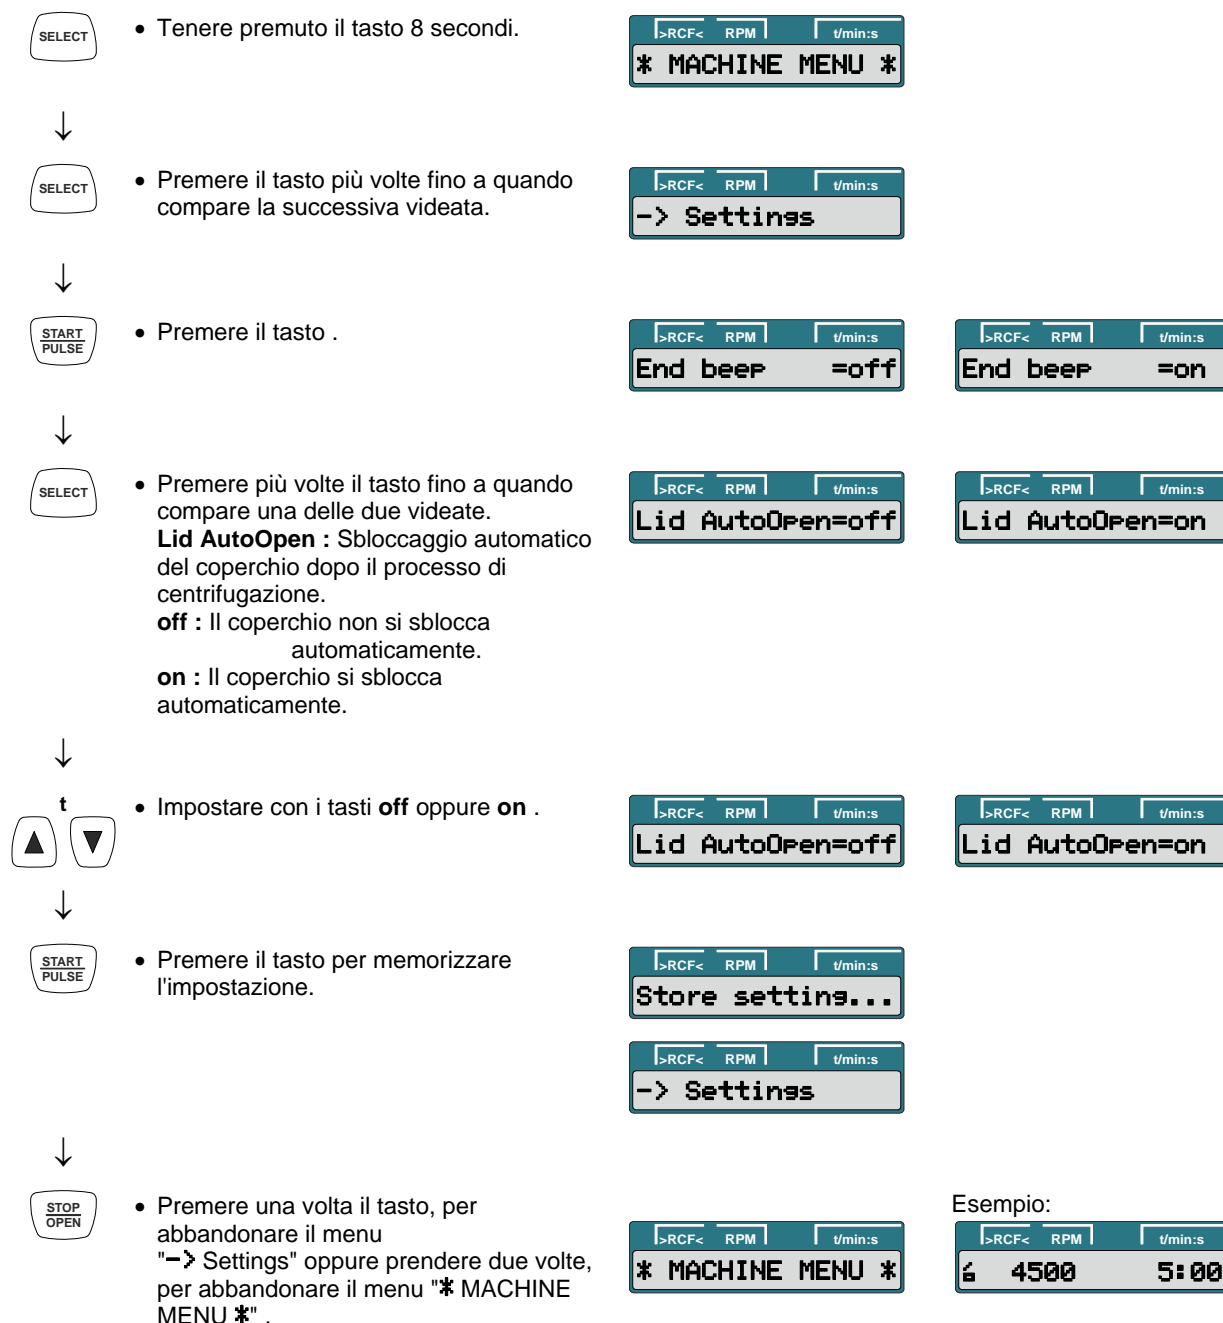 SELECT
• Tenere premuto il tasto 8 secondi.
>RCF< RPM t/min:s
* MACHINE MENU *
↓
SELECT
• Premere il tasto più volte fino a quando
compare la successiva videata.
>RCF< RPM t/min:s
-> Settings
↓
START
PULSE
• Premere il tasto .
>RCF< RPM t/min:s
End beep =off
>RCF< RPM t/min:s
End beep =on
↓
SELECT
• Premere più volte il tasto fino a quando
compare una delle due videate.
Lid AutoOpen : Sbloccaggio automatico
del coperchio dopo il processo di
centrifugazione.
off : Il coperchio non si sblocca
automaticamente.
on : Il coperchio si sblocca
automaticamente.
>RCF< RPM t/min:s
Lid AutoOpen=off
>RCF< RPM t/min:s
Lid AutoOpen=on
↓
t
▲ ▼
• Impostare con i tasti off oppure on .
>RCF< RPM t/min:s
Lid AutoOpen=off
>RCF< RPM t/min:s
Lid AutoOpen=on
↓
START
PULSE
• Premere il tasto per memorizzare
l'impostazione.
>RCF< RPM t/min:s
Store setting...
>RCF< RPM t/min:s
-> Settings
↓
STOP
OPEN
• Premere una volta il tasto, per
abbandonare il menu
"-> Settings" oppure prendere due volte,
per abbandonare il menu "* MACHINE
MENU *" .
>RCF< RPM t/min:s
* MACHINE MENU *
Esempio:
>RCF< RPM t/min:s
4500 5:00